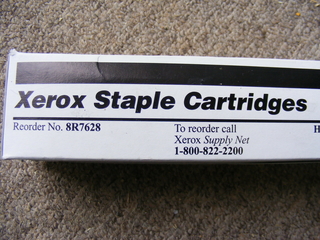 Xerox Staple Cartridges
Reorder No. 8R7628
To reorder call
Xerox Supply Net
1-800-822-2200
H